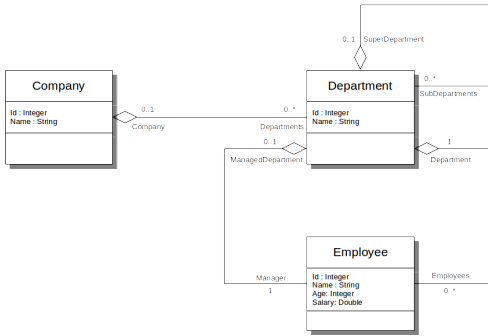 0..1
SuperDepartment
Company
Id : Integer
Name : String
0..1
Company
0..*
Departments
Department
Id : Integer
Name : String
0..*
SubDepartments
0..1
ManagedDepartment
1
Department
Employee
Id : Integer
Name : String
Age: Integer
Salary: Double
Manager
1
Employees
0..*